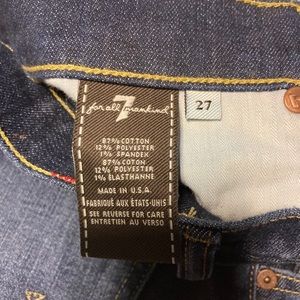 7
for all mankind
27
87% COTTON
12% POLYESTER
1% SPANDEX
87% COTON
12% POLYESTER
1% ÉLASTHANNE
MADE IN U.S.A.
FABRIQUÉ AUX ÉTATS-UNIS
SEE REVERSE FOR CARE
ENTRETIEN AU VERSO